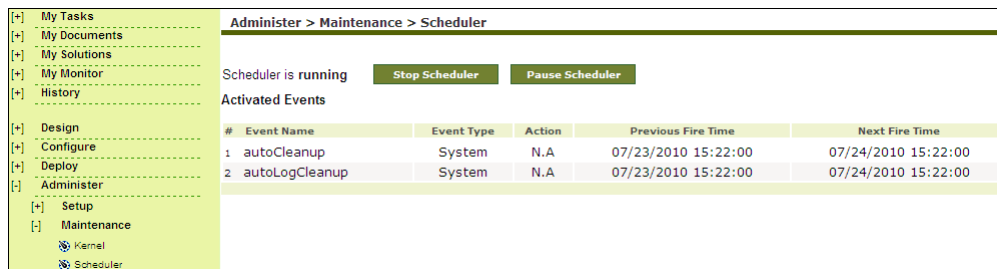 [+] My Tasks
[+] My Documents
[+] My Solutions
[+] My Monitor
[+] History
[+] Design
[+] Configure
[+] Deploy
[-] Administer
[+] Setup
[-] Maintenance
Kernel
Scheduler
Administer > Maintenance > Scheduler
Scheduler is running Stop Scheduler Pause Scheduler
Activated Events
# Event Name Event Type Action Previous Fire Time Next Fire Time
1 autoCleanup System N.A 07/23/2010 15:22:00 07/24/2010 15:22:00
2 autoLogCleanup System N.A 07/23/2010 15:22:00 07/24/2010 15:22:00